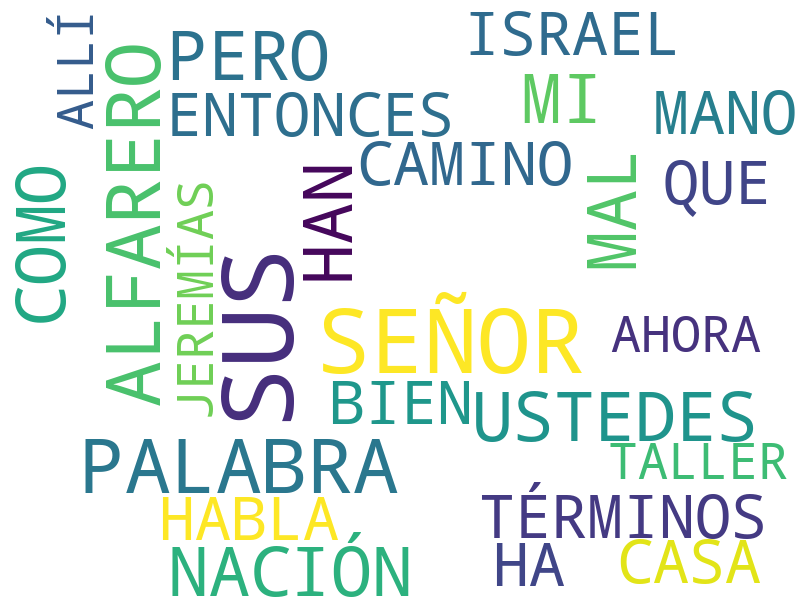 ALLÍ
PERO
ISRAEL
ENTONCES
MI
MANO
ALFARERO
CAMINO
COMO
HAN
MAL
QUE
JEREMÍAS
SUS
SEÑOR
AHORA
BIEN
USTEDES
PALABRA
TALLER
HABLA
TÉRMINOS
NACIÓN
HA
CASA